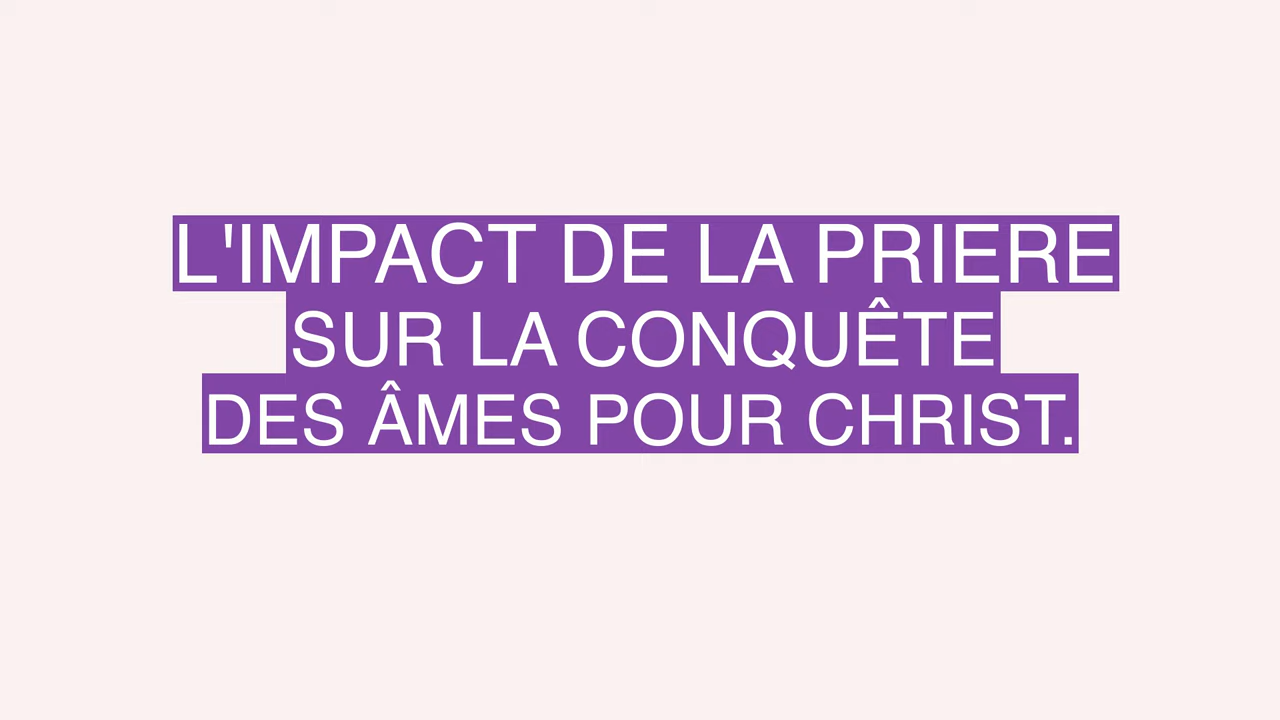 L'IMPACT DE LA PRIERE
SUR LA CONQUÊTE
DES ÂMES POUR CHRIST.